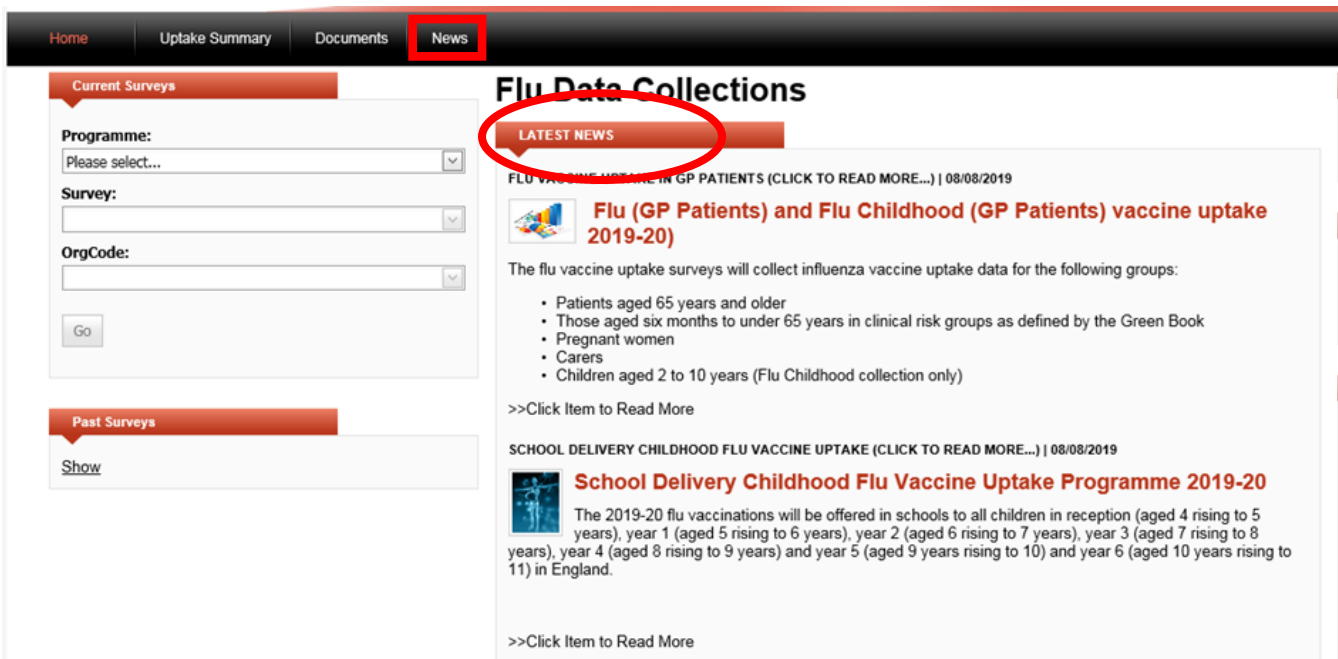 Home Uptake Summary Documents News
Current Surveys
Programme:
Please select...
Survey:
OrgCode:
Go
Past Surveys
Show
Flu Data Collections
LATEST NEWS
FLU VACCINE UPTAKE IN GP PATIENTS (CLICK TO READ MORE...) | 08/08/2019
Flu (GP Patients) and Flu Childhood (GP Patients) vaccine uptake
2019-20)
The flu vaccine uptake surveys will collect influenza vaccine uptake data for the following groups:
• Patients aged 65 years and older
• Those aged six months to under 65 years in clinical risk groups as defined by the Green Book
• Pregnant women
• Carers
• Children aged 2 to 10 years (Flu Childhood collection only)
>>Click Item to Read More
SCHOOL DELIVERY CHILDHOOD FLU VACCINE UPTAKE (CLICK TO READ MORE...) | 08/08/2019
School Delivery Childhood Flu Vaccine Uptake Programme 2019-20
The 2019-20 flu vaccinations will be offered in schools to all children in reception (aged 4 rising to 5
years), year 1 (aged 5 rising to 6 years), year 2 (aged 6 rising to 7 years), year 3 (aged 7 rising to 8
years), year 4 (aged 8 rising to 9 years) and year 5 (aged 9 years rising to 10) and year 6 (aged 10 years rising to
11) in England.
>>Click Item to Read More